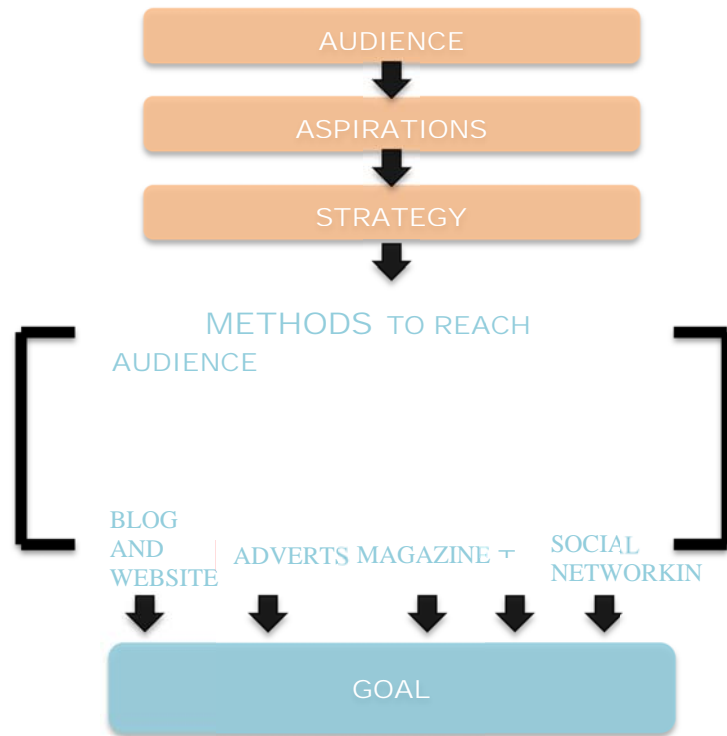 AUDIENCE
ASPIRATIONS
STRATEGY
METHODS TO REACH
AUDIENCE
BLOG
AND
WEBSITE
ADVERTS MAGAZINE
SOCIAL
NETWORKIN
GOAL